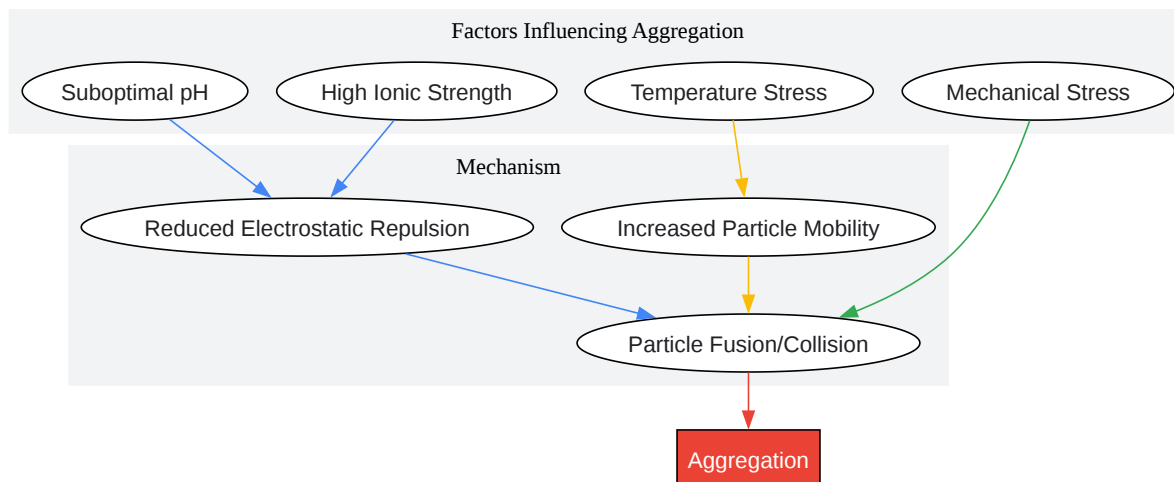 Factors Influencing Aggregation
Suboptimal pH
High Ionic Strength
Temperature Stress
Mechanical Stress
Mechanism
Reduced Electrostatic Repulsion
Increased Particle Mobility
Particle Fusion/Collision
Aggregation